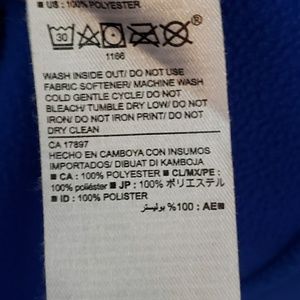 ■ US : 100% POLYESTER
30
®
1166
WASH INSIDE OUT/ DO NOT USE
FABRIC SOFTENER/ MACHINE WASH
COLD GENTLE CYCLE/ DO NOT
BLEACH/ TUMBLE DRY LOW/ DO NOT
IRON/ DO NOT IRON PRINT/ DO NOT
DRY CLEAN
CA 17897
HECHO EN CAMBOYA CON INSUMOS
IMPORTADOS/ DIBUAT DI KAMBOJA
■ CA : 100% POLYESTER ■ CL/MX/PE :
100% poliéster ■ JP : 100% ポリエステル
■ ID : 100% POLISTER
■ AE: 100% بوليستر